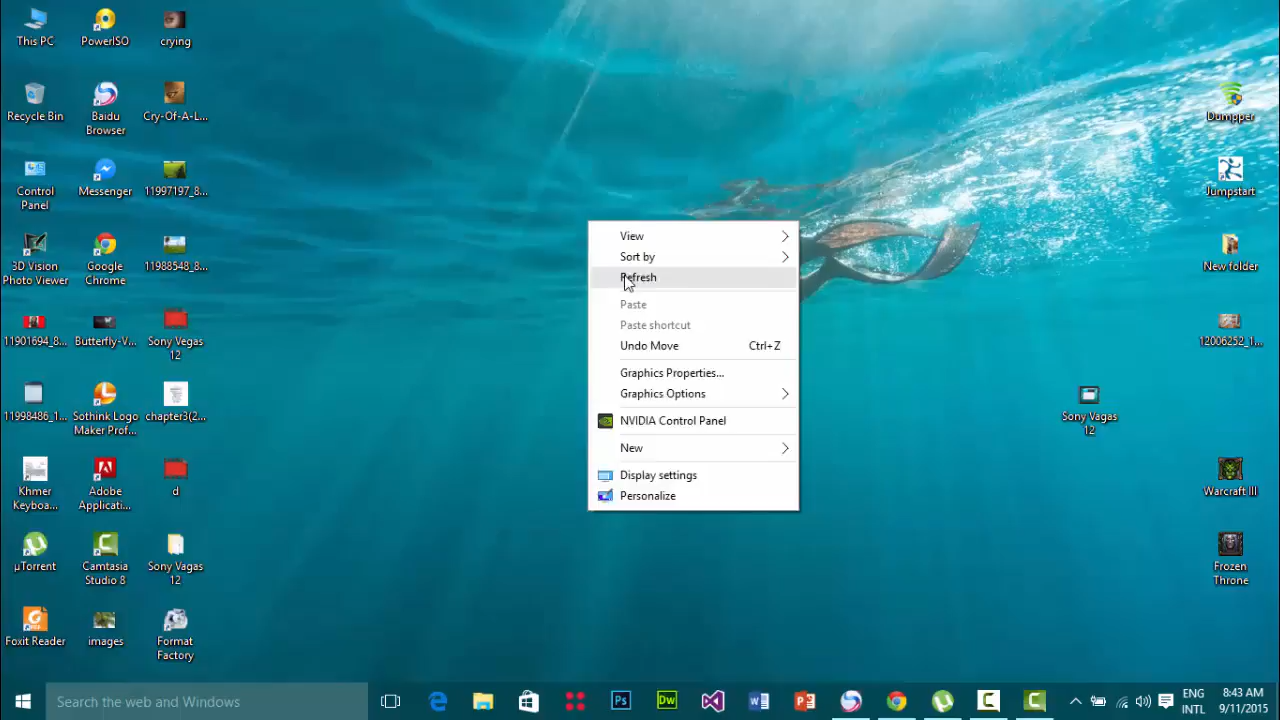 This PC
PowerISO
crying
Recycle Bin
Baidu
Browser
Cry-Of-A-L...
Control
Panel
Messenger
11997197_8...
3D Vision
Photo Viewer
Google
Chrome
11988548_8...
11901694_8...
Butterfly-V...
Sony Vegas
12
11998486_1...
Sothink Logo
Maker Prof...
chapter3(2...
Khmer
Keyboa...
Adobe
Applicati...
d
µTorrent
Camtasia
Studio 8
Sony Vagas
12
Foxit Reader
images
Format
Factory
View
Sort by
Refresh
Paste
Paste shortcut
Undo Move Ctrl+Z
Graphics Properties...
Graphics Options
NVIDIA Control Panel
New
Display settings
Personalize
Dumpper
Jumpstart
New folder
12006252_1...
Sony Vagas
12
Warcraft III
Frozen
Throne
Search the web and Windows
Ps
Dw
ENG
INTL
8:43 AM
9/11/2015